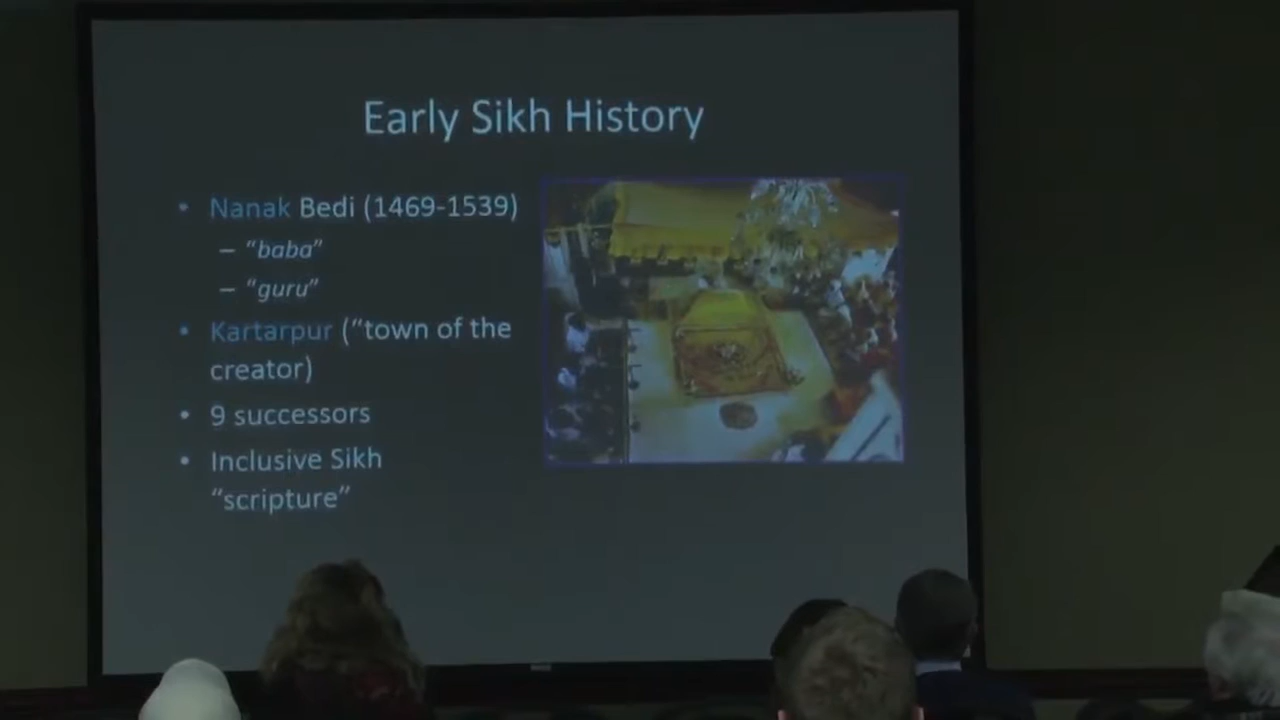 Early Sikh History
• Nanak Bedi (1469-1539)
– “baba”
– “guru”
• Kartarpur (“town of the
creator)
• 9 successors
• Inclusive Sikh
“scripture”